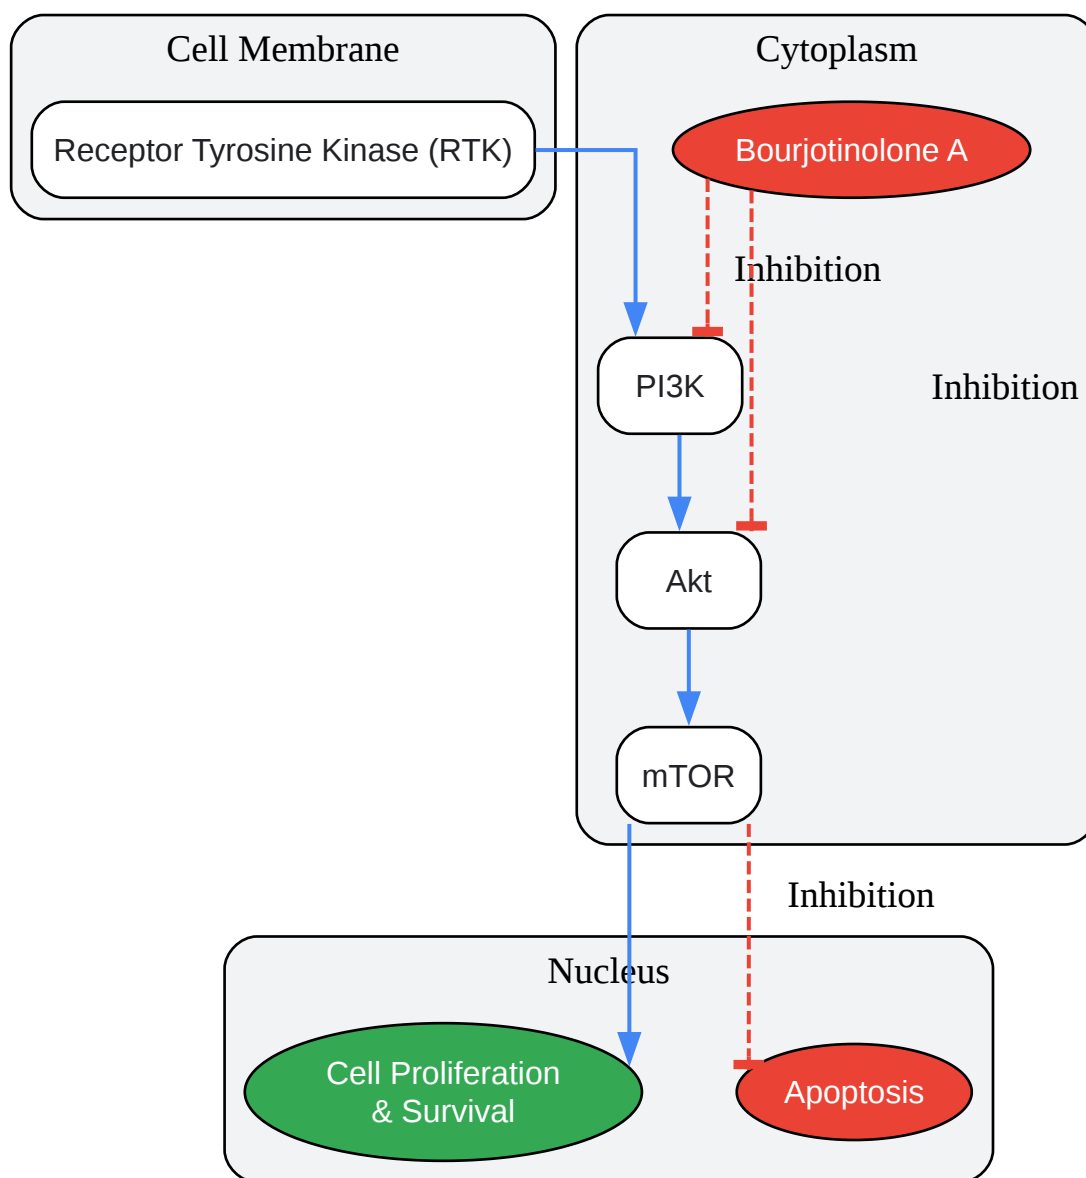 Cell Membrane
Cytoplasm
Receptor Tyrosine Kinase (RTK)
Bourjotinolone A
Inhibition
PI3K
Inhibition
Akt
mTOR
Inhibition
Nucleus
Cell Proliferation
& Survival
Apoptosis